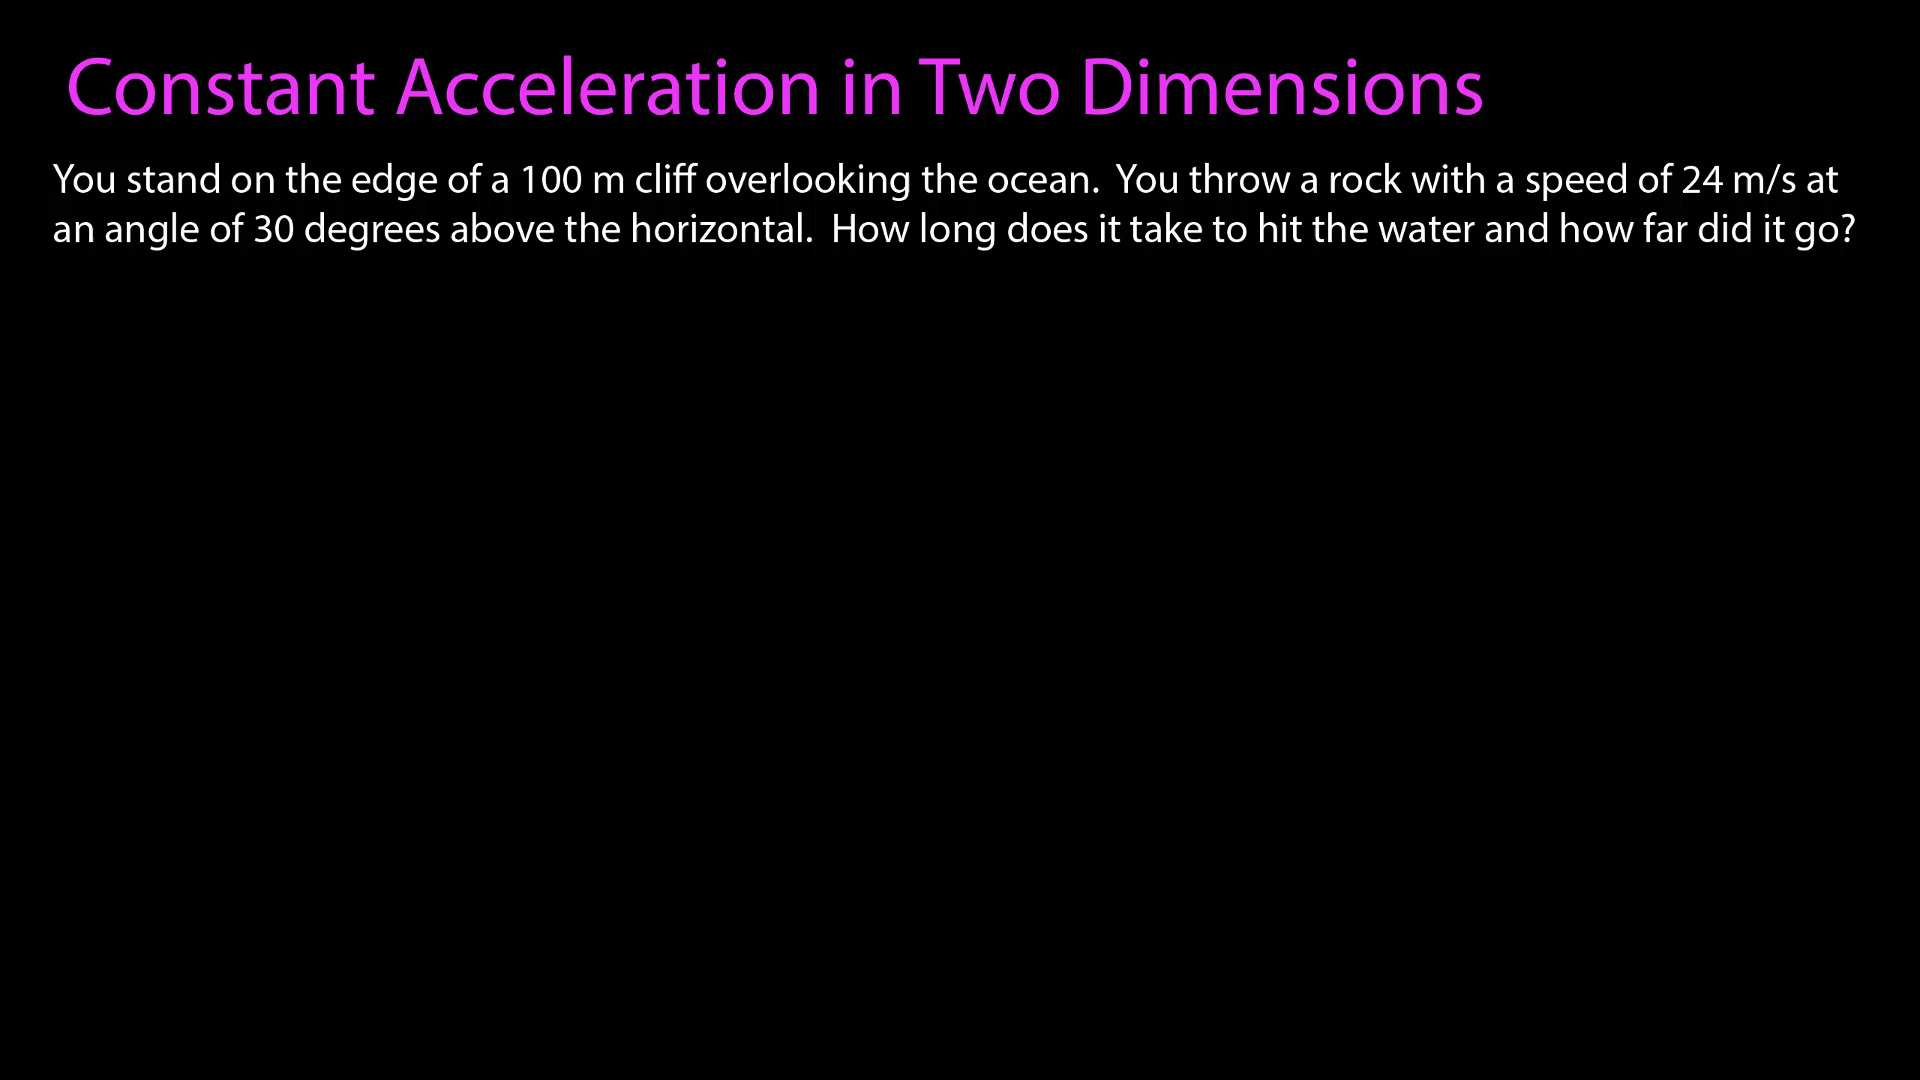 Constant Acceleration in Two Dimensions
You stand on the edge of a 100 m cliff overlooking the ocean.  You throw a rock with a speed of 24 m/s at
an angle of 30 degrees above the horizontal.  How long does it take to hit the water and how far did it go?